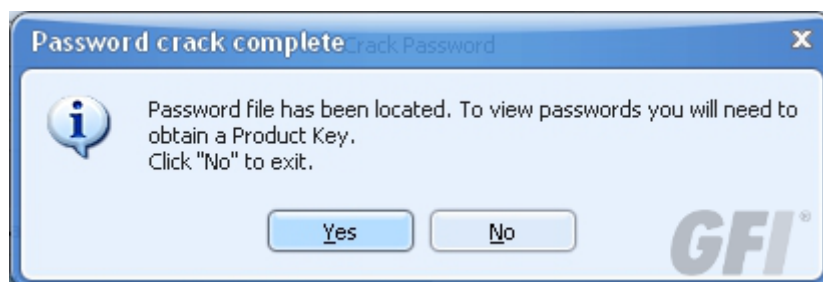 Password crack complete
Crack Password
Password file has been located. To view passwords you will need to
obtain a Product Key.
Click "No" to exit.
Yes
No
GFI®